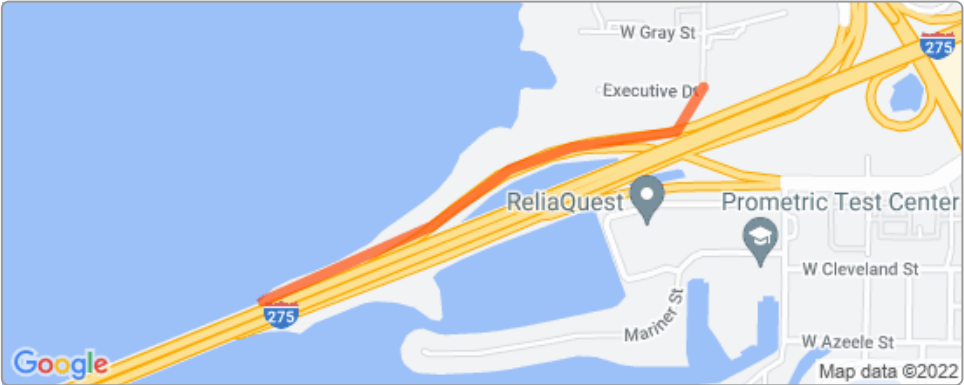 W Gray St
275
Executive Dr
ReliaQuest
Prometric Test Center
W Cleveland St
275
Mariner St
W Azeele St
Google
Map data ©2022